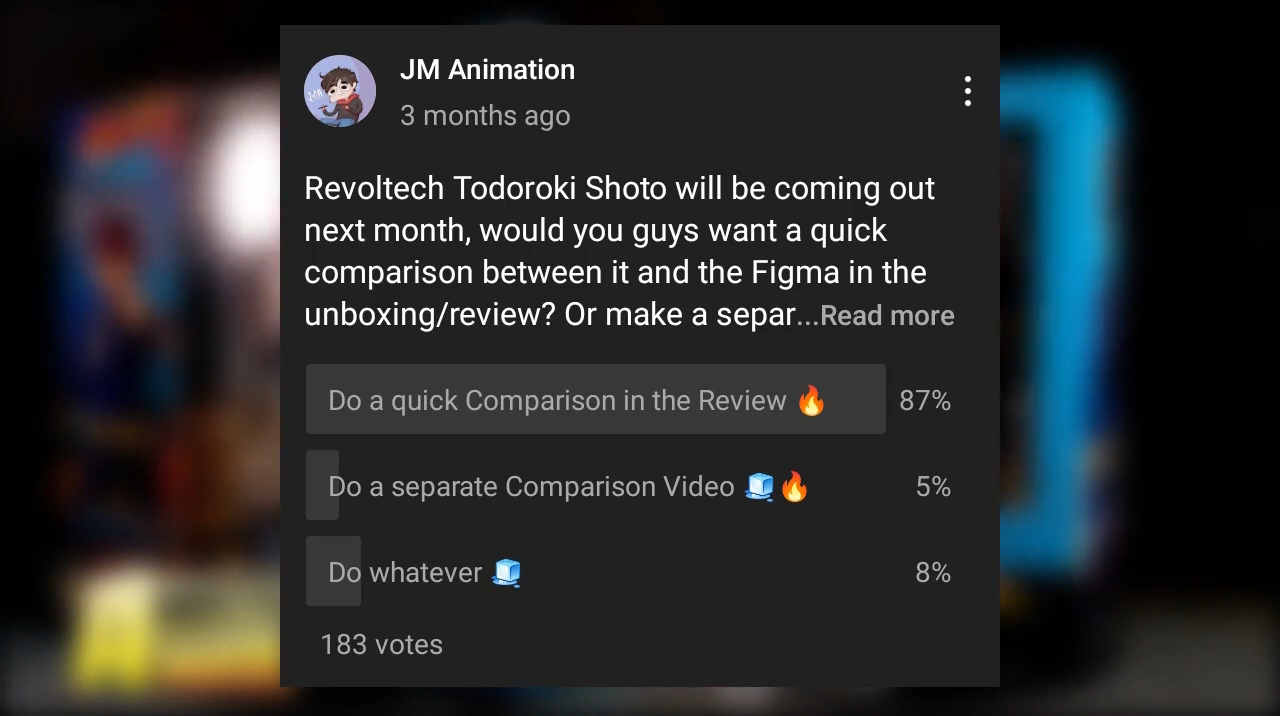 JM Animation
3 months ago
Revoltech Todoroki Shoto will be coming out
next month, would you guys want a quick
comparison between it and the Figma in the
unboxing/review? Or make a separ...Read more
Do a quick Comparison in the Review 🔥 87%
Do a separate Comparison Video 🧊🔥 5%
Do whatever 🧊 8%
183 votes